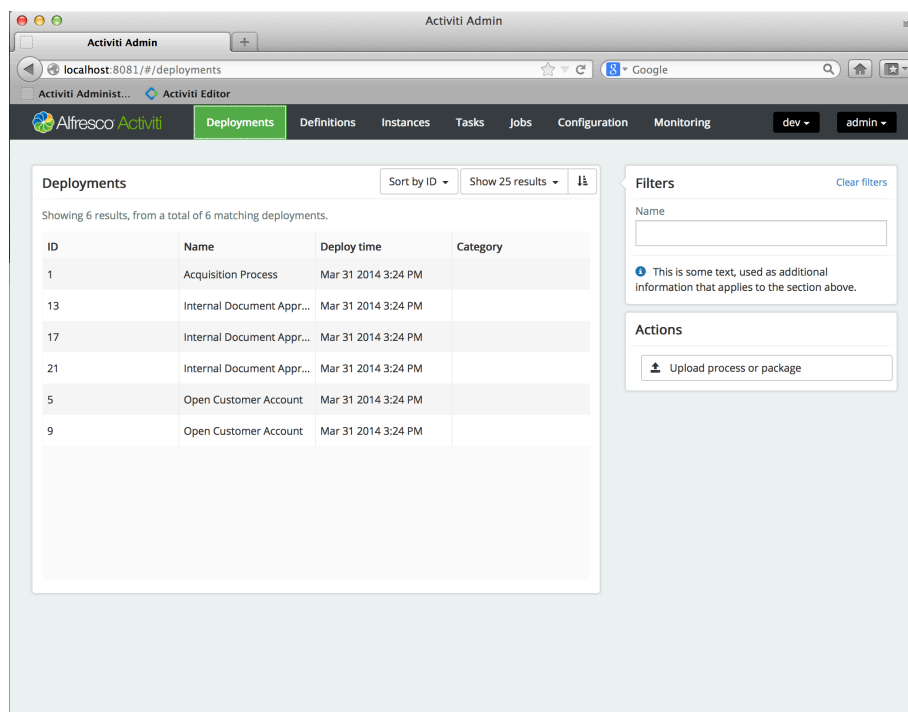 Activiti Admin
Activiti Admin
localhost:8081/#/deployments
Google
Activiti Administ... Activiti Editor
Alfresco Activiti Deployments Definitions Instances Tasks Jobs Configuration Monitoring dev admin
Deployments Sort by ID Show 25 results
Showing 6 results, from a total of 6 matching deployments.
ID Name Deploy time Category
1 Acquisition Process Mar 31 2014 3:24 PM
13 Internal Document Appr... Mar 31 2014 3:24 PM
17 Internal Document Appr... Mar 31 2014 3:24 PM
21 Internal Document Appr... Mar 31 2014 3:24 PM
5 Open Customer Account Mar 31 2014 3:24 PM
9 Open Customer Account Mar 31 2014 3:24 PM
Filters Clear filters
Name
This is some text, used as additional
information that applies to the section above.
Actions
Upload process or package